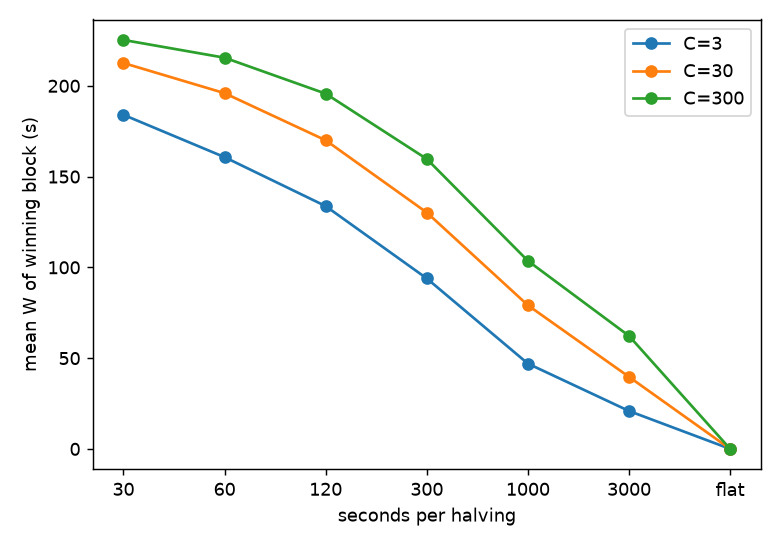 C=3
C=30
C=300
200
150
100
50
0
mean W of winning block (s)
30 60 120 300 1000 3000 flat
seconds per halving